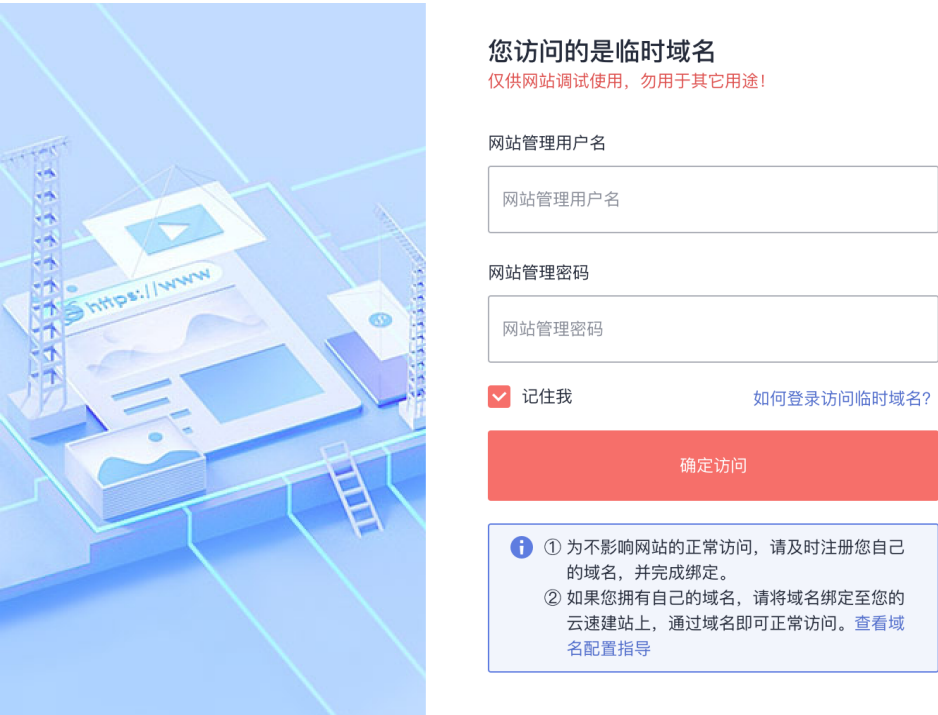 您访问的是临时域名
仅供网站调试使用，勿用于其它用途！
网站管理用户名
网站管理用户名
网站管理密码
网站管理密码
记住我
如何登录访问临时域名?
确定访问
① 为不影响网站的正常访问，请及时注册您自己
的域名，并完成绑定。
② 如果您拥有自己的域名，请将域名绑定至您的
云速建站上，通过域名即可正常访问。查看域
名配置指导
https://www